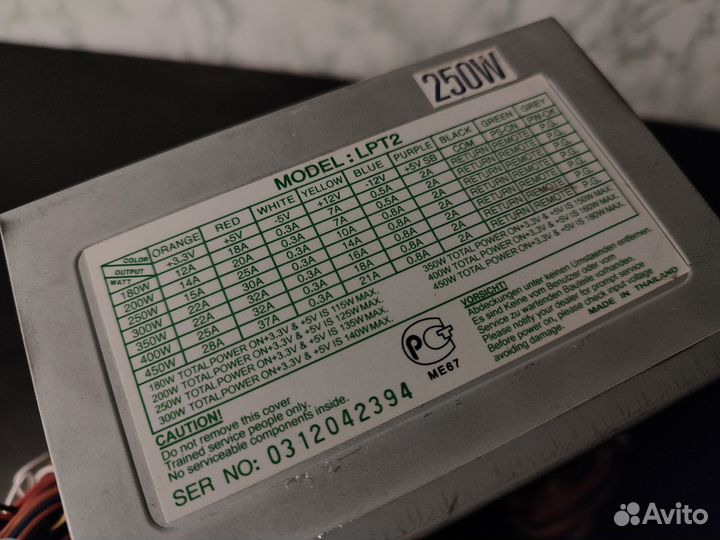 250W
MODEL : LPT2
COLOR ORANGE RED WHITE YELLOW BLUE PURPLE BLACK GREEN GREY
OUTPUT +3.3V +5V -5V +12V -12V +5V SB COM PS-ON PW-OK
WATT
180W 12A 18A 0.3A 7A 0.5A 2A RETURN REMOTE P.G.
200W 14A 20A 0.3A 0.5A 2A RETURN REMOTE P.G.
250W 15A 25A 0.3A 10A 0.8A 2A RETURN REMOTE P.G.
300W 22A 30A 0.3A 14A 0.8A 2A RETURN REMOTE P.G.
350W 22A 32A 0.3A 16A 0.8A 2A RETURN REMOTE P.G.
400W 25A 32A 0.3A 18A 0.8A 2A RETURN REMOTE P.G.
450W 28A 37A 0.3A 21A 0.8A 2A RETURN REMOTE P.G.
180W TOTAL POWER ON+3.3V & +5V IS 115W MAX.
200W TOTAL POWER ON+3.3V & +5V IS 125W MAX.
250W TOTAL POWER ON+3.3V & +5V IS 135W MAX.
300W TOTAL POWER ON+3.3V & +5V IS 140W MAX.
350W TOTAL POWER ON+3.3V & +5V IS 150W MAX.
400W TOTAL POWER ON+3.3V & +5V IS 160W MAX.
450W TOTAL POWER ON+3.3V & +5V IS 180W MAX.
CAUTION!
Do not remove this cover
Trained service people only.
No serviceable components inside.
SER NO: 0312042394
РСТ
ME67
VORSICHT!
Abdeckungen unter keinen Umstaenden entfernen.
Es sind Keine vom Benutzer oder vom
Service zu wartenden Bauteile vorhanden.
Please notify your dealer for prompt service
Before power on, please check input voltage
avoiding damage.
MADE IN THAILAND
Avito